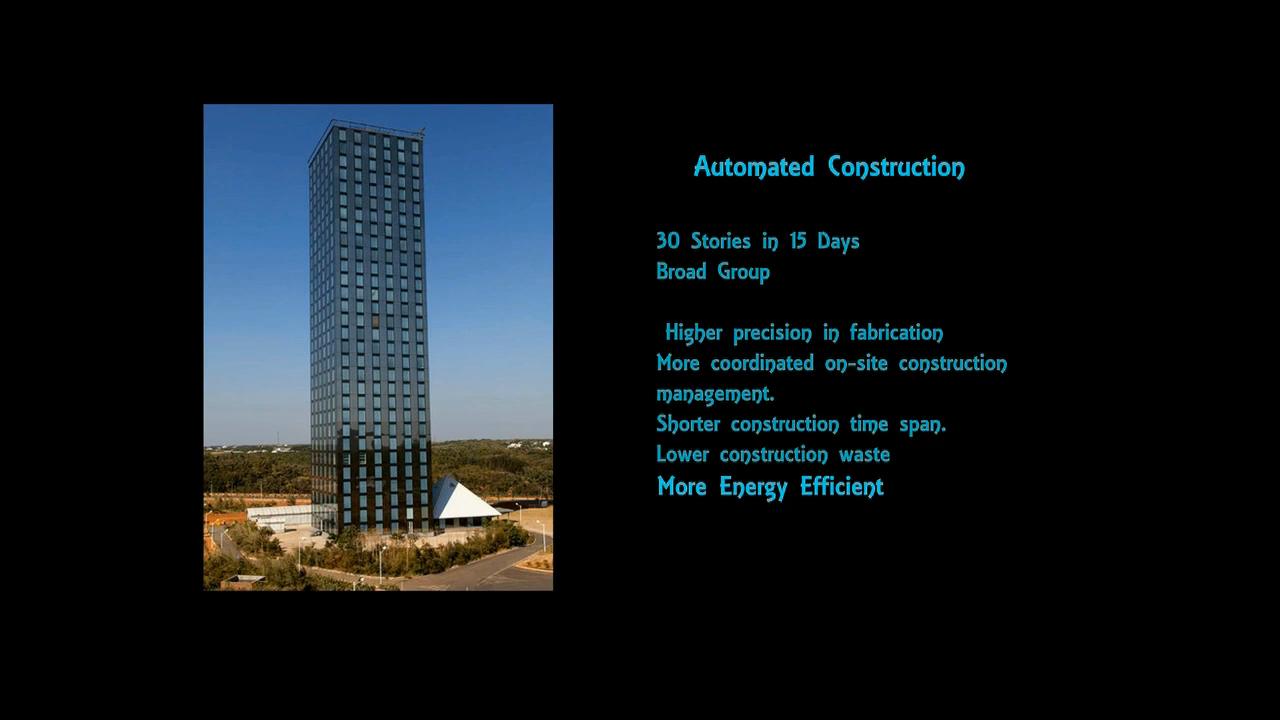 Automated Construction
30 Stories in 15 Days
Broad Group
Higher precision in fabrication
More coordinated on-site construction
management.
Shorter construction time span.
Lower construction waste
More Energy Efficient